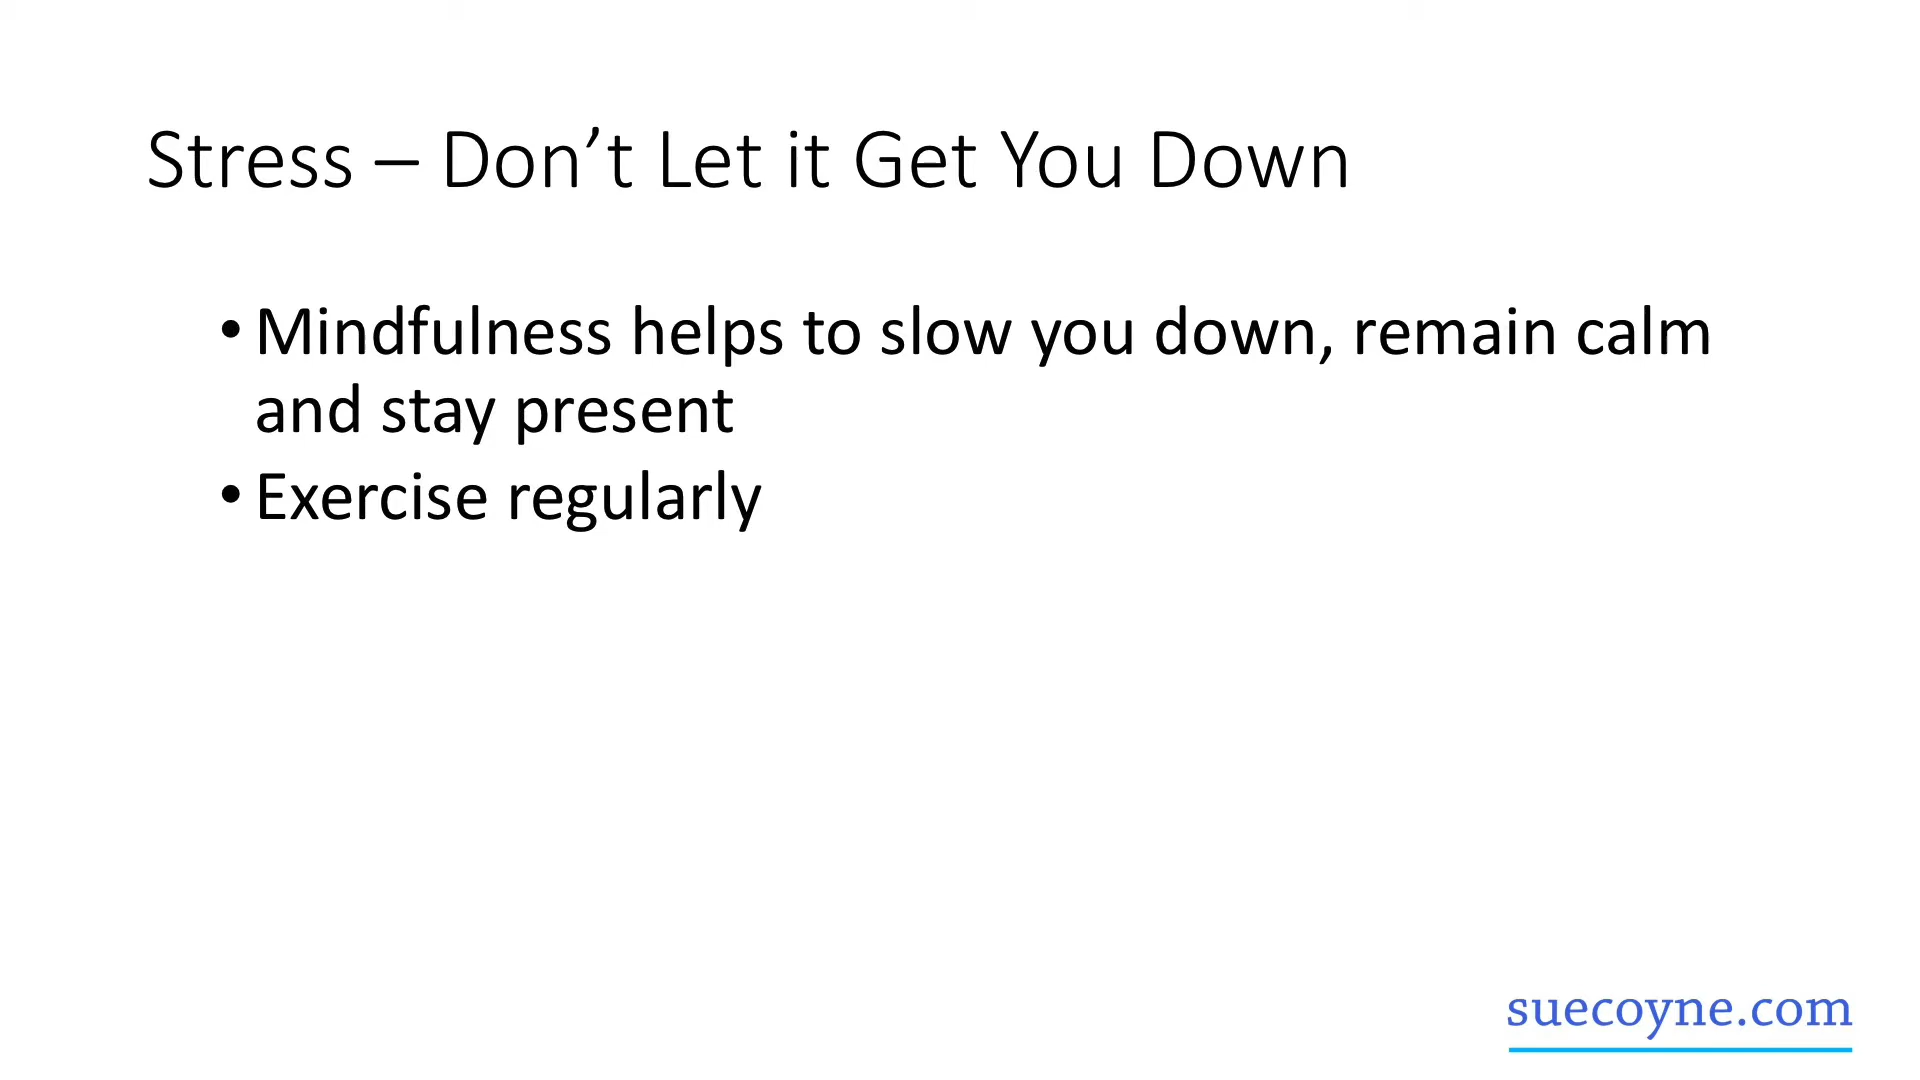 Stress – Don’t Let it Get You Down
• Mindfulness helps to slow you down, remain calm
and stay present
• Exercise regularly
suecoyne.com